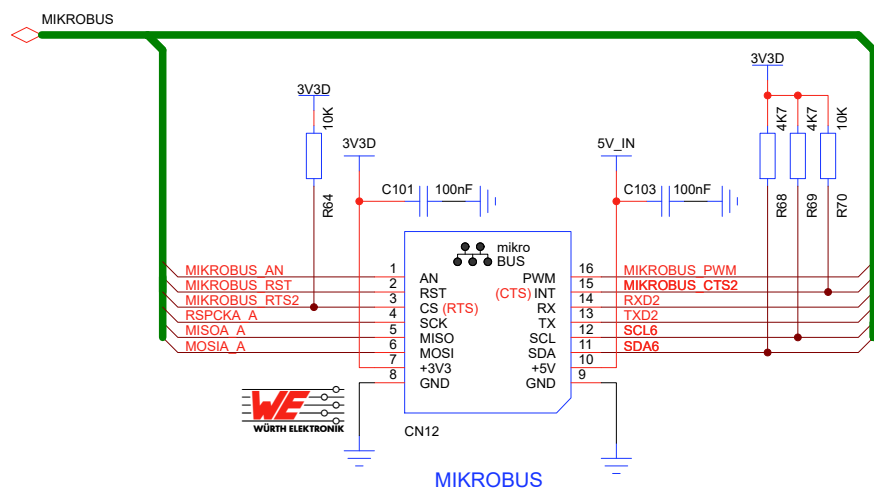 MIKROBUS
3V3D
10K
R64
3V3D
C101 100nF
5V_IN
C103 100nF
3V3D
4K7
4K7
10K
R68
R69
R70
mikro
BUS
MIKROBUS_AN 1 AN PWM 16 MIKROBUS_PWM
MIKROBUS_RST 2 RST (CTS) INT 15 MIKROBUS_CTS2
MIKROBUS_RTS2 3 CS (RTS) RX 14 RXD2
RSPCKA_A 4 SCK TX 13 TXD2
MISOA_A 5 MISO SCL 12 SCL6
MOSIA_A 6 MOSI SDA 11 SDA6
7 +3V3 +5V 10
8 GND GND 9
WE
WÜRTH ELEKTRONIK
CN12
MIKROBUS